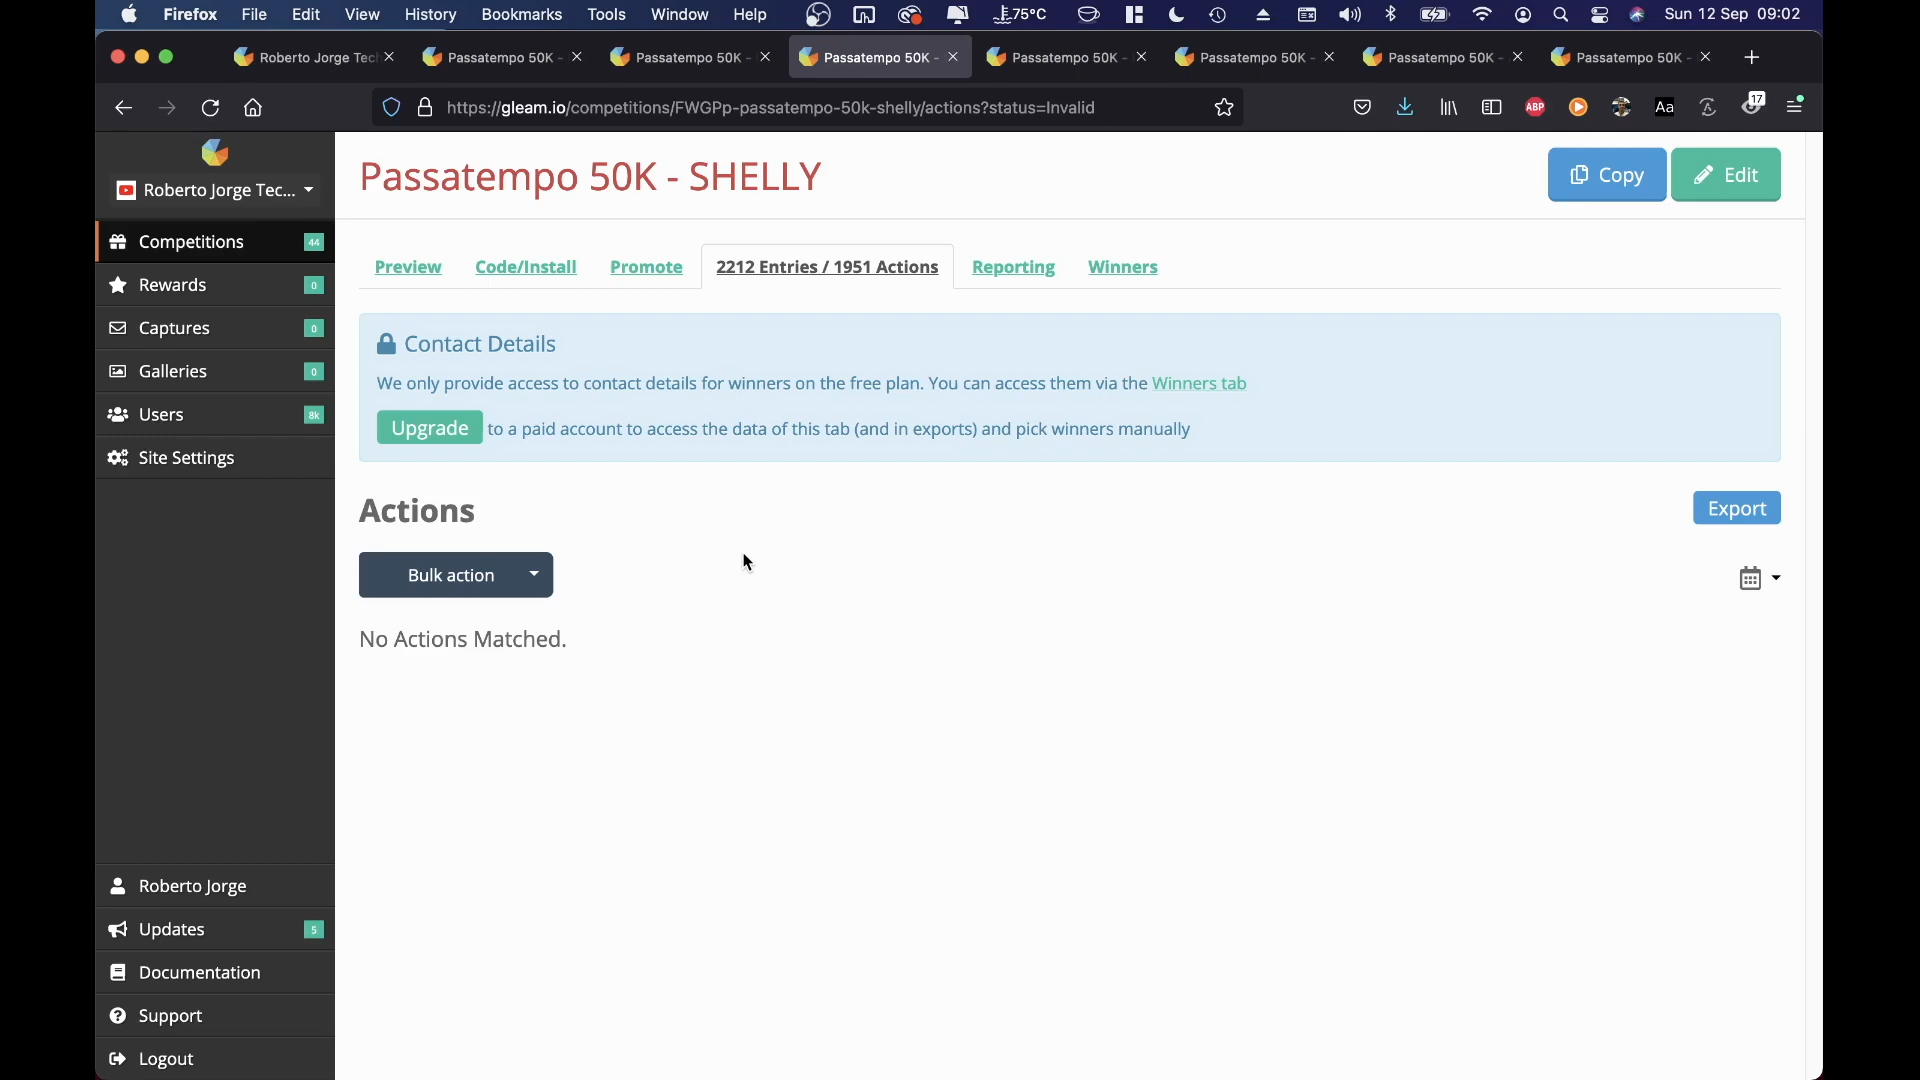 Firefox File Edit View History Bookmarks Tools Window Help 75°C Sun 12 Sep 09:02
Roberto Jorge Tec Passatempo 50K - Passatempo 50K - Passatempo 50K - Passatempo 50K - Passatempo 50K - Passatempo 50K - Passatempo 50K -
https://gleam.io/competitions/FWGPp-passatempo-50k-shelly/actions?status=Invalid ABP Aa 17
Roberto Jorge Tec...
Passatempo 50K - SHELLY
Copy
Edit
Competitions 44
Rewards 0
Captures 0
Galleries 0
Users 8k
Site Settings
Preview Code/Install Promote 2212 Entries / 1951 Actions Reporting Winners
Contact Details
We only provide access to contact details for winners on the free plan. You can access them via the Winners tab
Upgrade to a paid account to access the data of this tab (and in exports) and pick winners manually
Actions
Export
Bulk action
No Actions Matched.
Roberto Jorge
Updates 5
Documentation
Support
Logout